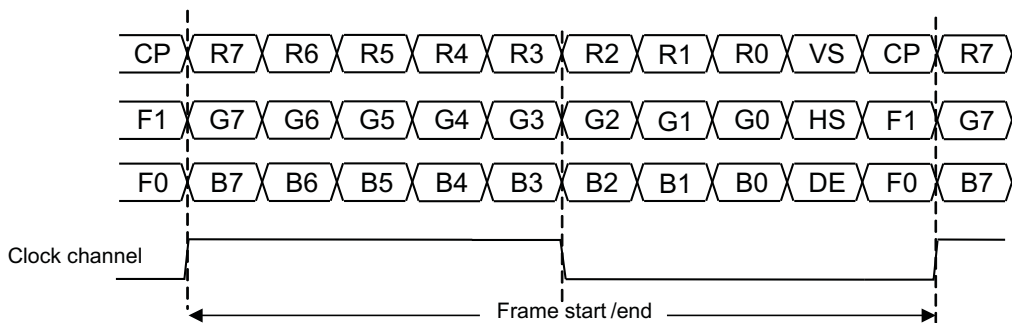 CP R7 R6 R5 R4 R3 R2 R1 R0 VS CP R7
F1 G7 G6 G5 G4 G3 G2 G1 G0 HS F1 G7
F0 B7 B6 B5 B4 B3 B2 B1 B0 DE F0 B7
Clock channel
Frame start/end